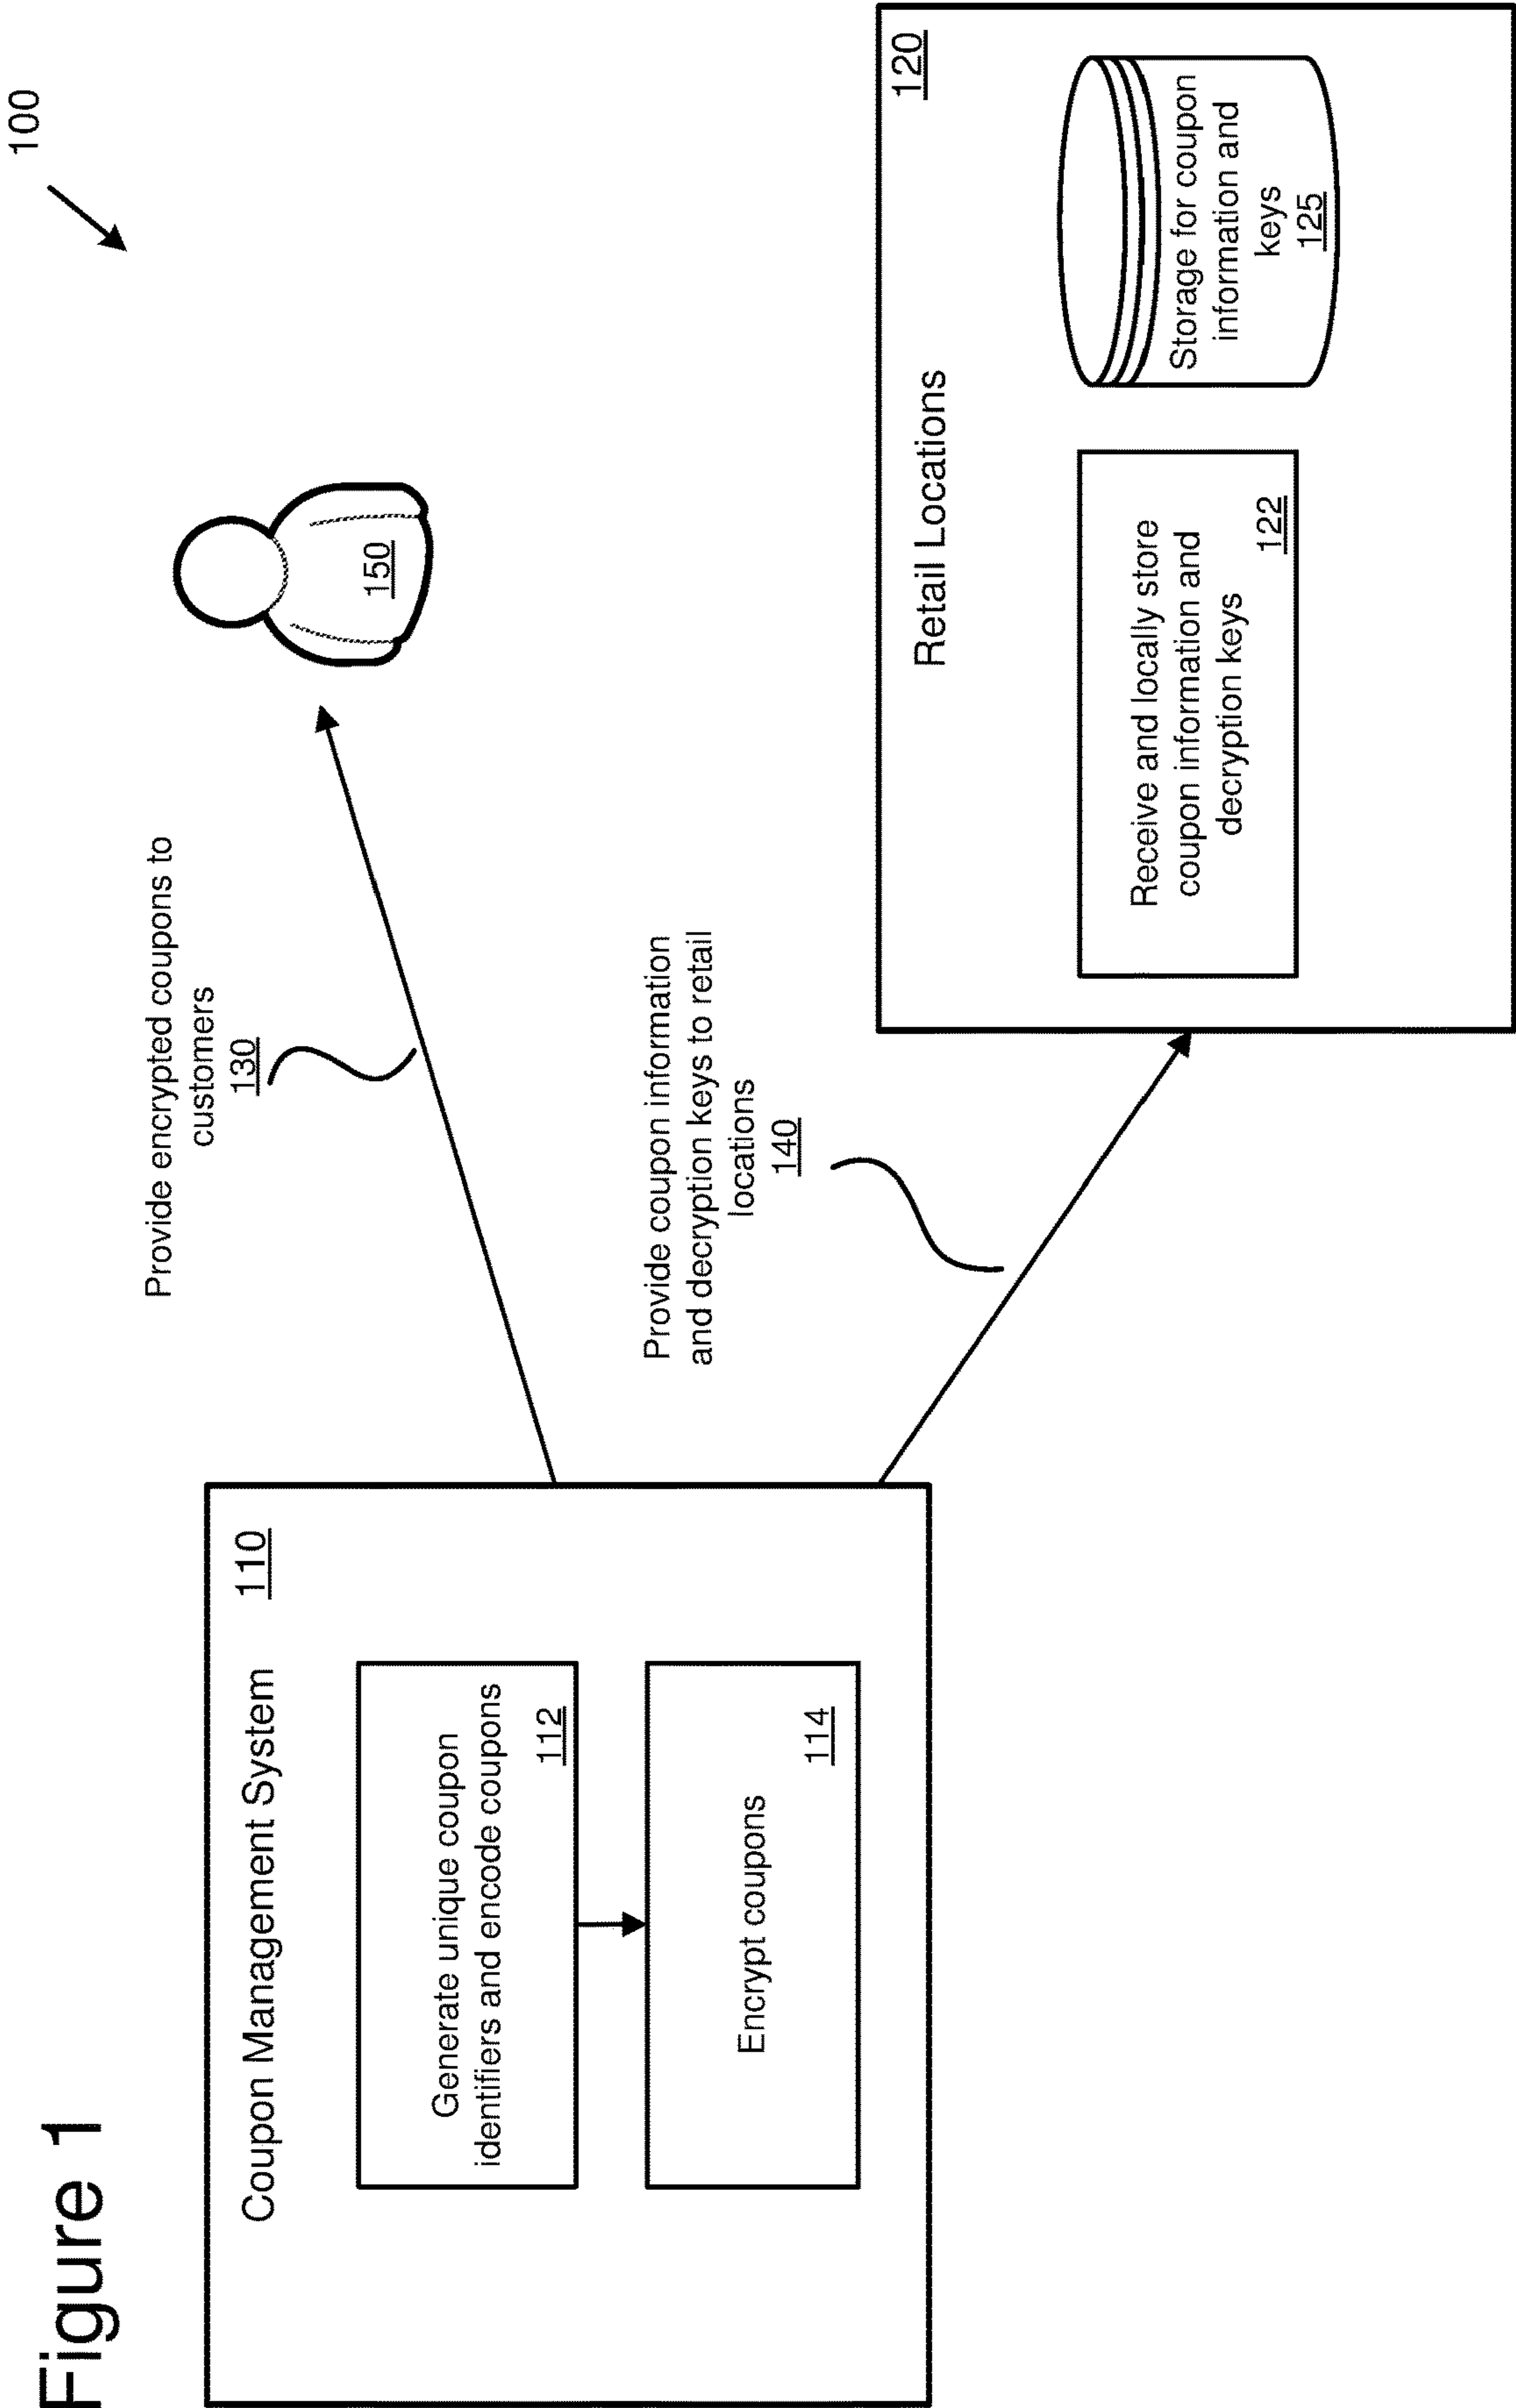 Figure 1
100
Coupon Management System
110
Generate unique coupon
identifiers and encode coupons
112
Encrypt coupons
114
Provide encrypted coupons to
customers
130
150
Provide coupon information
and decryption keys to retail
locations
140
120
Retail Locations
Receive and locally store
coupon information and
decryption keys
122
Storage for coupon
information and
keys
125